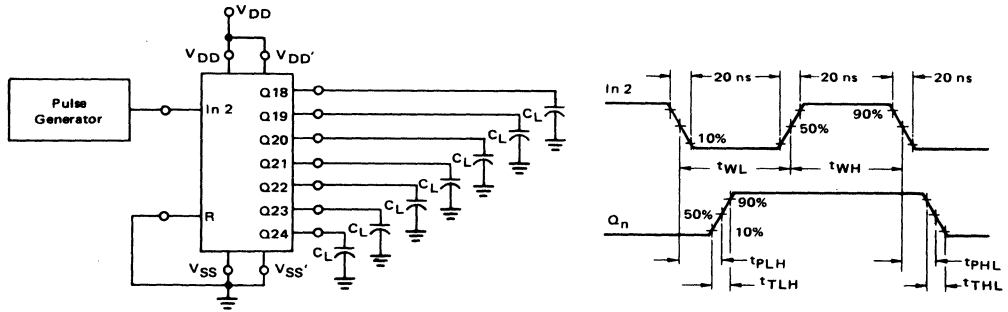 VDD
VDD
VDD'
Pulse
Generator
In 2
R
Q18
Q19
Q20
Q21
Q22
Q23
Q24
CL
CL
CL
CL
CL
CL
CL
VSS
VSS'
20 ns
20 ns
20 ns
In 2
10%
50%
90%
tWL
tWH
Qn
50%
90%
10%
tPLH
tTLH
tPHL
tTHL